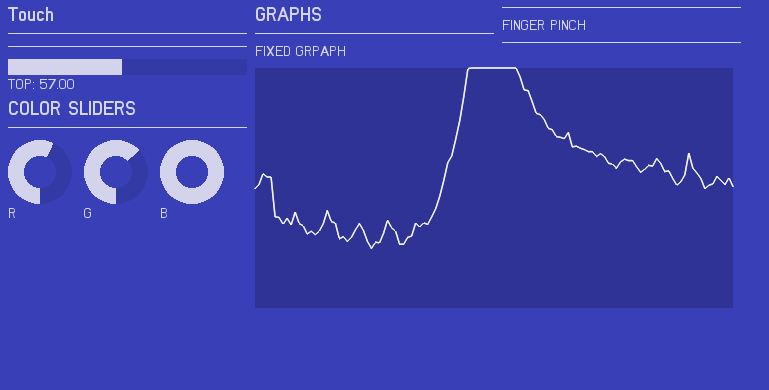 Touch
TOP: 57.00
COLOR SLIDERS
R
G
B
GRAPHS
FIXED GRPAPH
FINGER PINCH